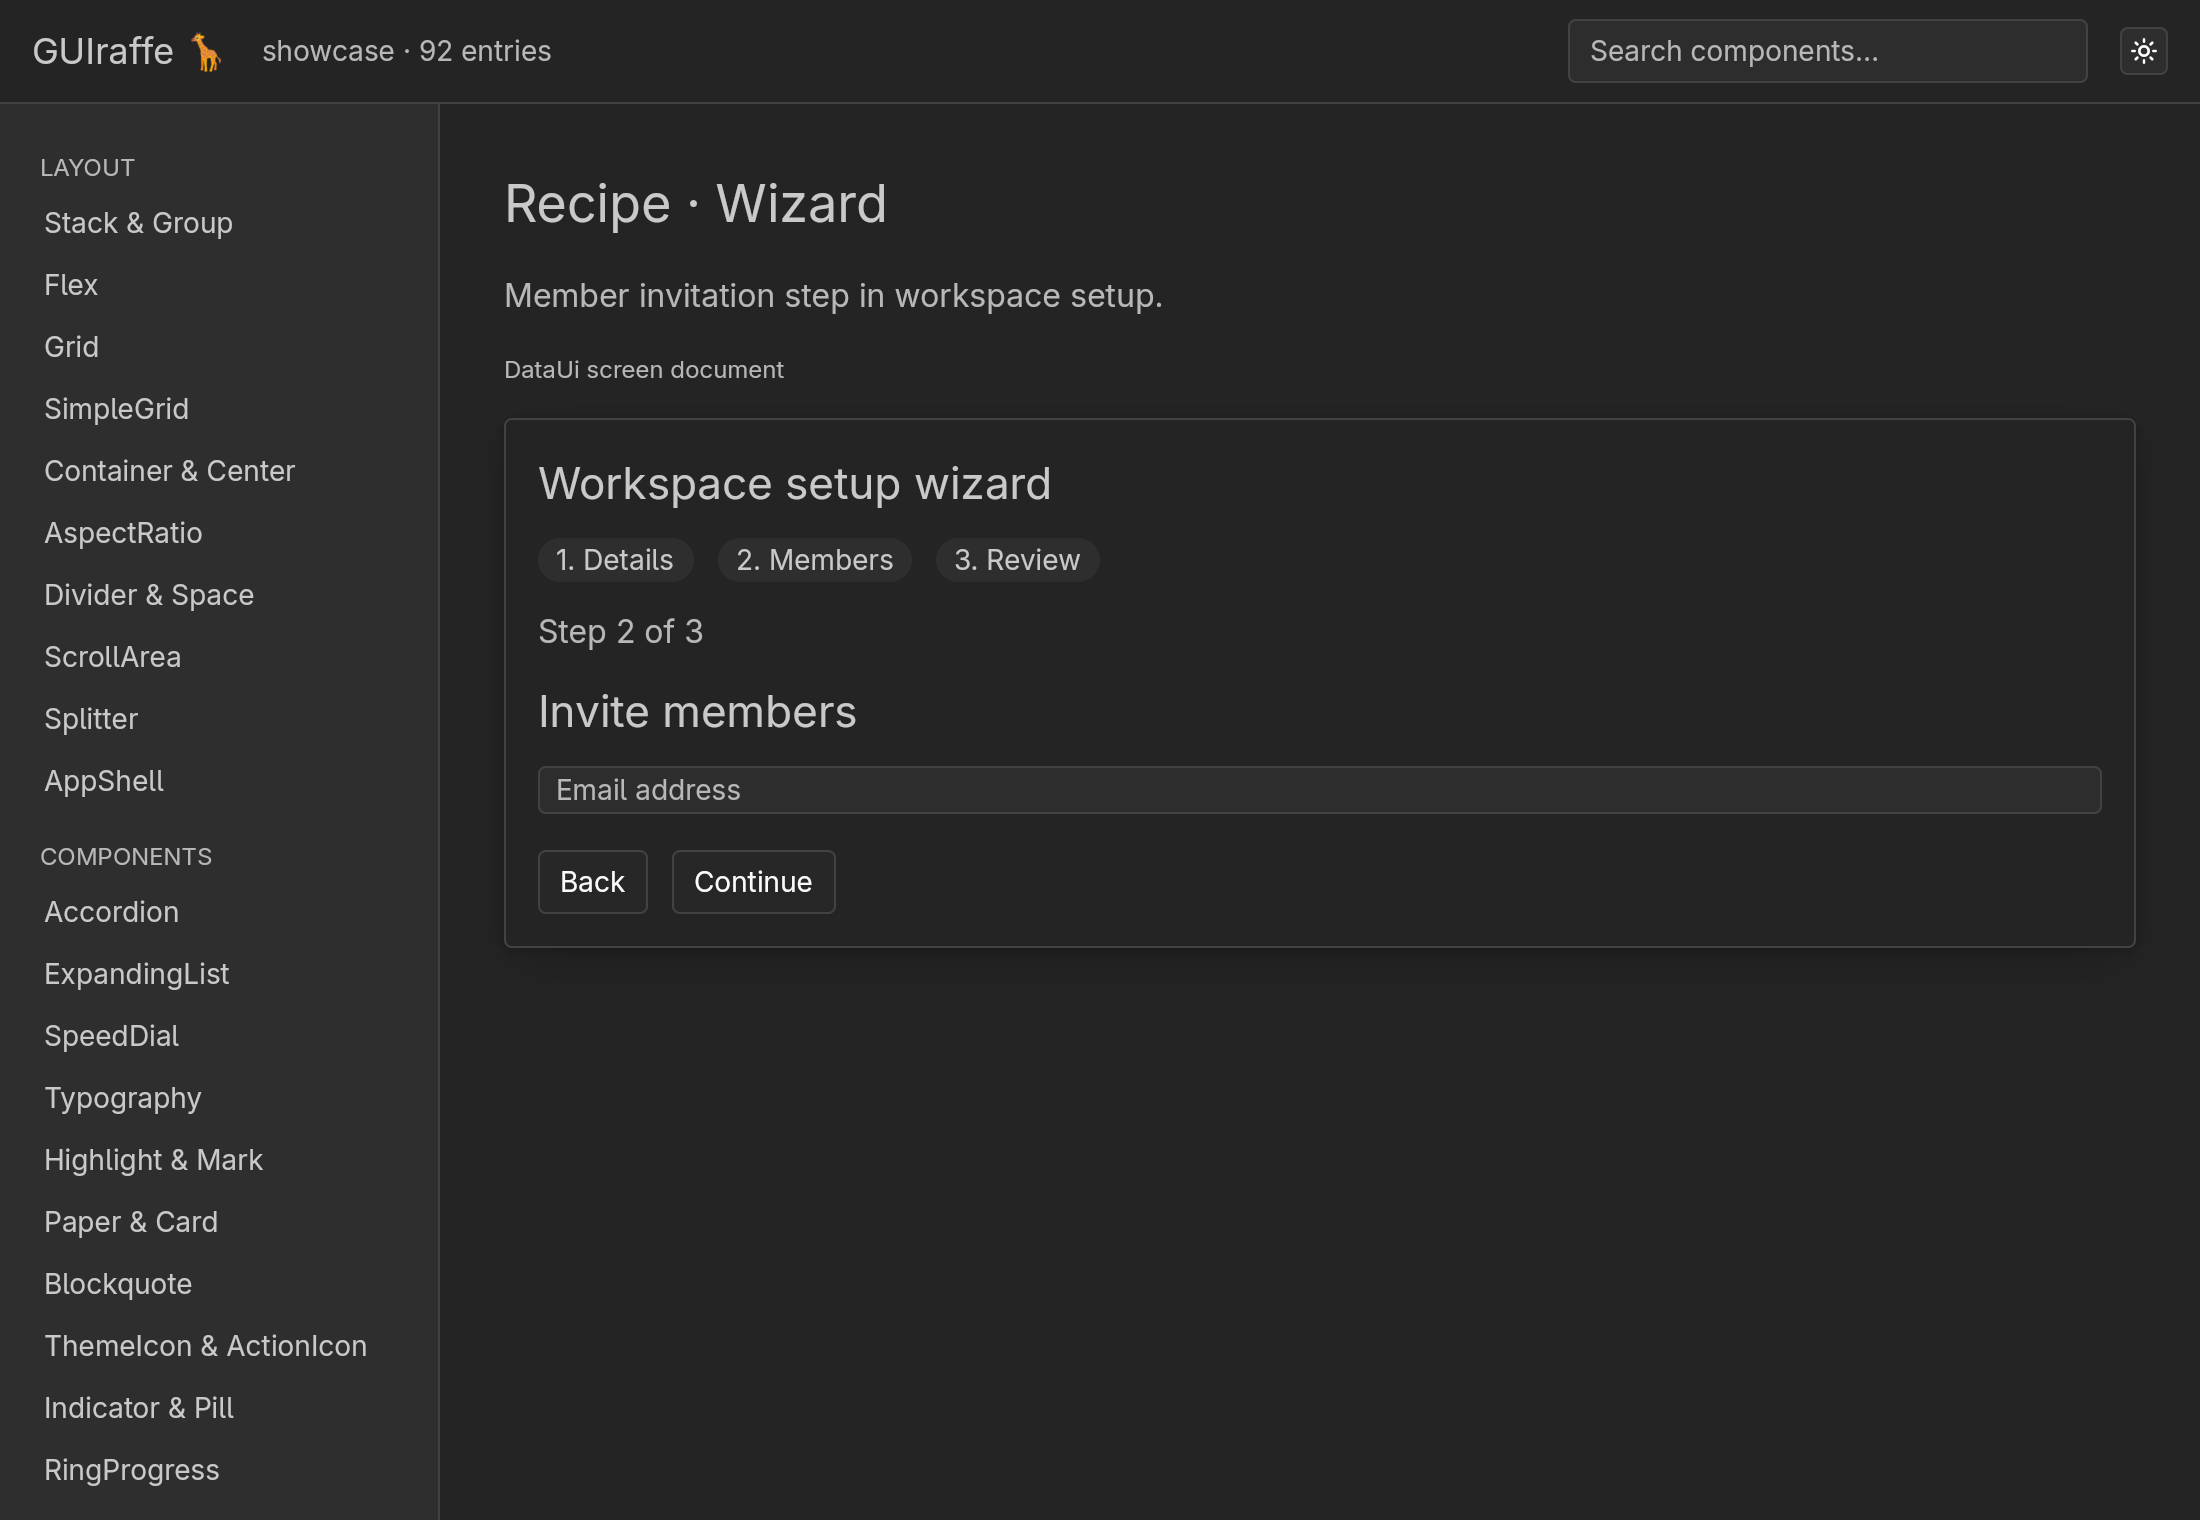 GUIraffe 🦒 showcase · 92 entries
Search components...
LAYOUT
Stack & Group
Flex
Grid
SimpleGrid
Container & Center
AspectRatio
Divider & Space
ScrollArea
Splitter
AppShell
COMPONENTS
Accordion
ExpandingList
SpeedDial
Typography
Highlight & Mark
Paper & Card
Blockquote
ThemeIcon & ActionIcon
Indicator & Pill
RingProgress
Recipe · Wizard
Member invitation step in workspace setup.
DataUi screen document
Workspace setup wizard
1. Details 2. Members 3. Review
Step 2 of 3
Invite members
Email address
Back Continue